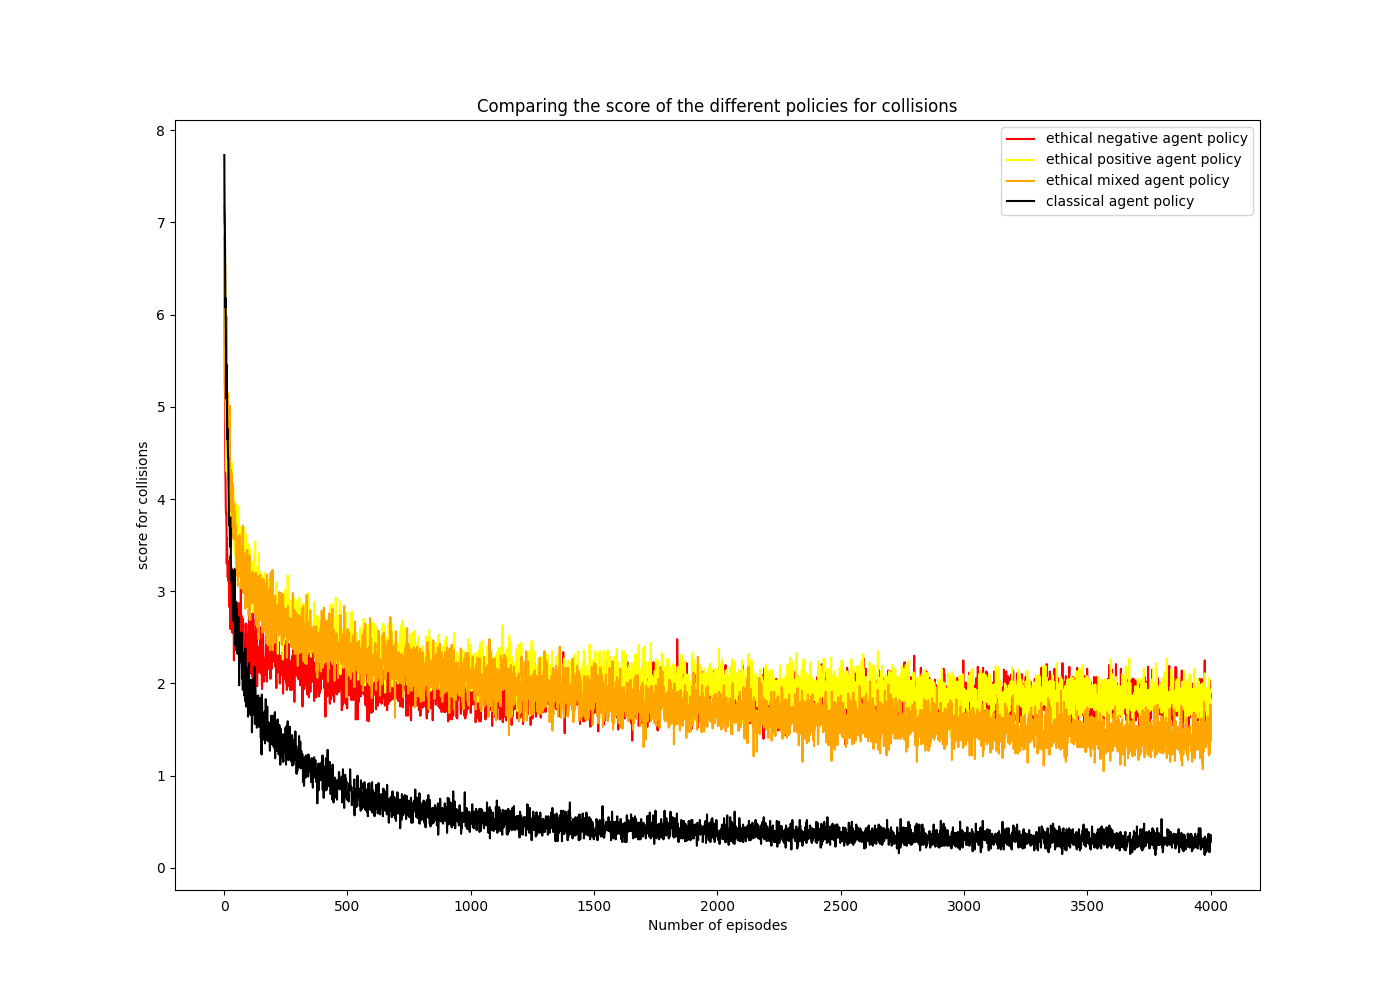 Comparing the score of the different policies for collisions
ethical negative agent policy
ethical positive agent policy
ethical mixed agent policy
classical agent policy
8
7
6
5
4
3
2
1
0
score for collisions
0 500 1000 1500 2000 2500 3000 3500 4000
Number of episodes